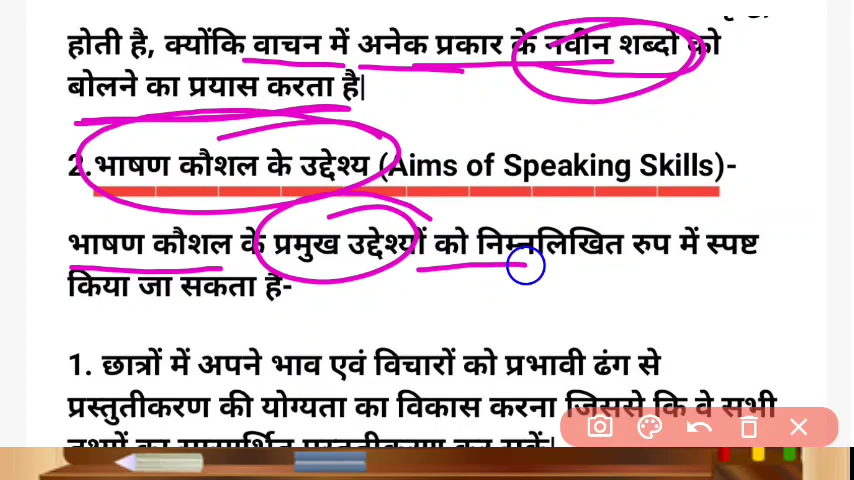 होती है, क्योंकि वाचन में अनेक प्रकार के नवीन शब्दों को
बोलने का प्रयास करता है|
2.भाषण कौशल के उद्देश्य (Aims of Speaking Skills)-
भाषण कौशल के प्रमुख उद्देश्यों को निम्नलिखित रुप में स्पष्ट
किया जा सकता है-
1. छात्रों में अपने भाव एवं विचारों को प्रभावी ढंग से
प्रस्तुतीकरण की योग्यता का विकास करना जिससे कि वे सभी